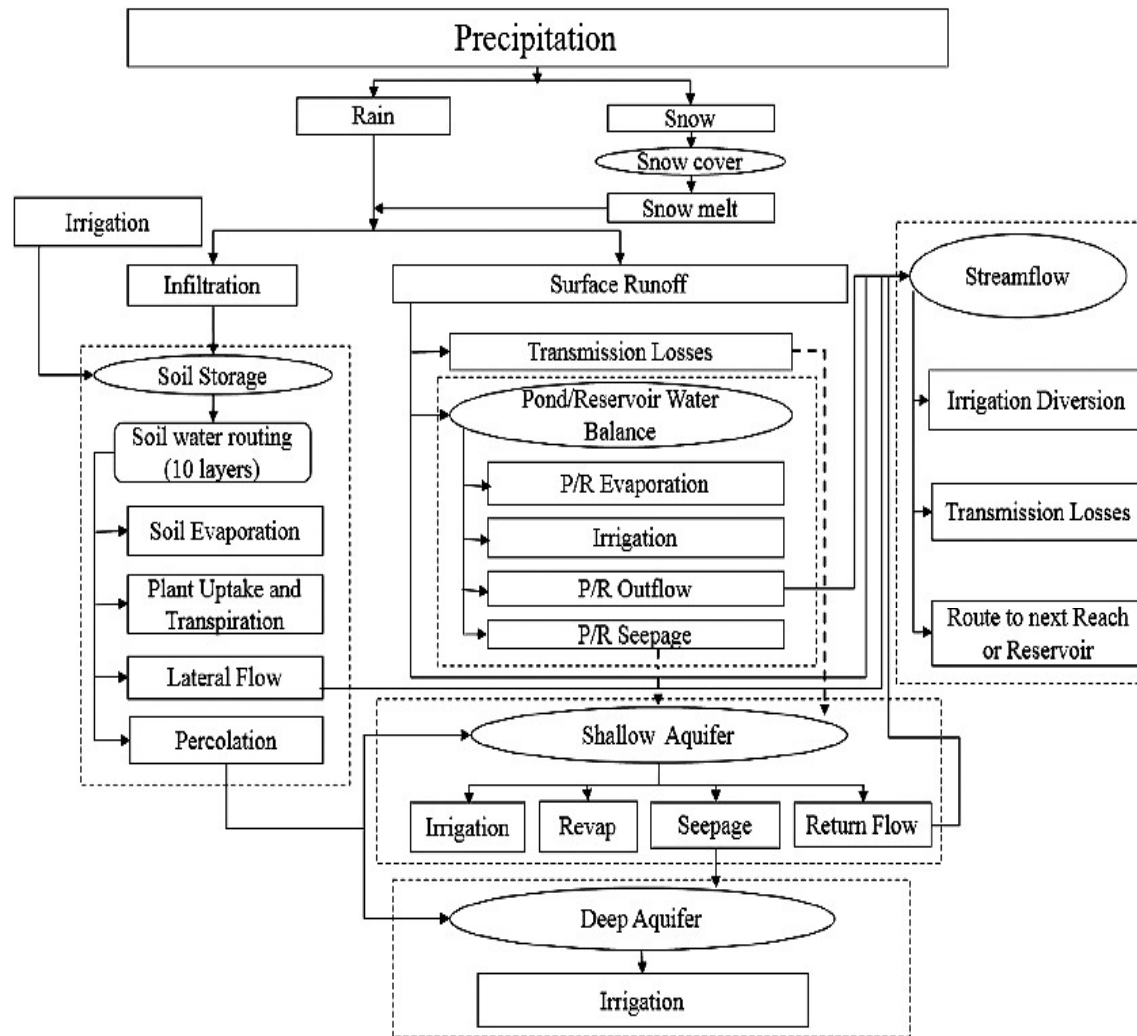 Precipitation
Rain
Snow
Snow cover
Snow melt
Irrigation
Infiltration
Surface Runoff
Streamflow
Soil Storage
Soil water routing
(10 layers)
Soil Evaporation
Plant Uptake and
Transpiration
Lateral Flow
Percolation
Transmission Losses
Pond/Reservoir Water
Balance
P/R Evaporation
Irrigation
P/R Outflow
P/R Seepage
Irrigation Diversion
Transmission Losses
Route to next Reach
or Reservoir
Shallow Aquifer
Irrigation
Revap
Seepage
Return Flow
Deep Aquifer
Irrigation